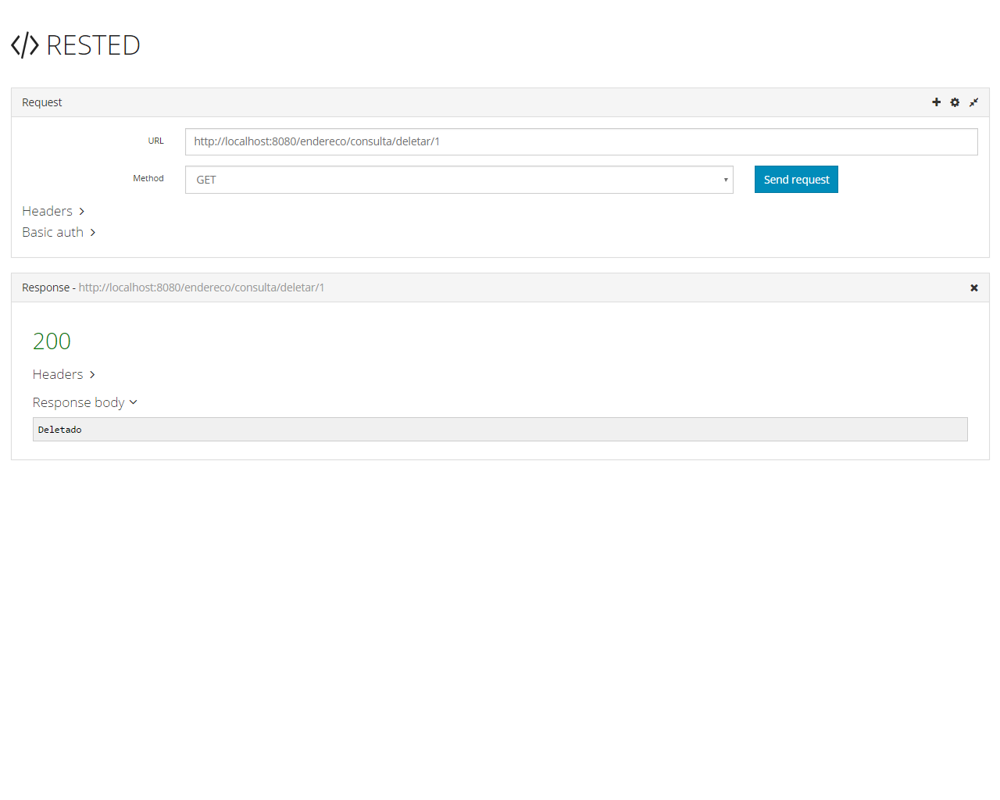 </> RESTED
Request
URL http://localhost:8080/endereco/consulta/deletar/1
Method GET Send request
Headers
Basic auth
Response - http://localhost:8080/endereco/consulta/deletar/1
200
Headers
Response body
Deletado